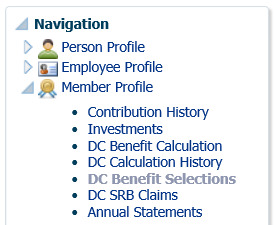 Navigation
Person Profile
Employee Profile
Member Profile
Contribution History
Investments
DC Benefit Calculation
DC Calculation History
DC Benefit Selections
DC SRB Claims
Annual Statements